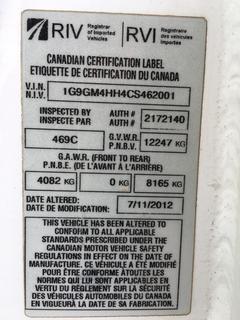 RIV Registrar of Imported Vehicles RVI Registraire des véhicules importés
CANADIAN CERTIFICATION LABEL
ETIQUETTE DE CERTIFICATION DU CANADA
V.I.N. N.I.V. 1G9GM4HH4CS462001
INSPECTED BY INSPECTE PAR AUTH # AUTH # 2172140
469C G.V.W.R. P.N.B.V. 12247 KG
G.A.W.R. (FRONT TO REAR)
P.N.B.E. (DE L'AVANT À L'ARRIÈRE)
4082 KG 0 KG 8165 KG
DATE ALTERED:
DATE DE MODIFICATION: 7/11/2012
THIS VEHICLE HAS BEEN ALTERED TO
CONFORM TO ALL APPLICABLE
STANDARDS PRESCRIBED UNDER THE
CANADIAN MOTOR VEHICLE SAFETY
REGULATIONS IN EFFECT ON THE DATE OF
MANUFACTURE. CE VÉHICULE A ÉTÉ MODIFIÉ
POUR ÊTRE CONFORME ÀTOUTES LES
NORMES QUI LUI SONT APPLICABLES EN
VERTU DU RÈGLEMENT SUR LA SÉCURITÉ
DES VÉHICULES AUTOMOBILES DU CANADA
EN VIGUEUR À LA DATE DE SA FABRICATION.